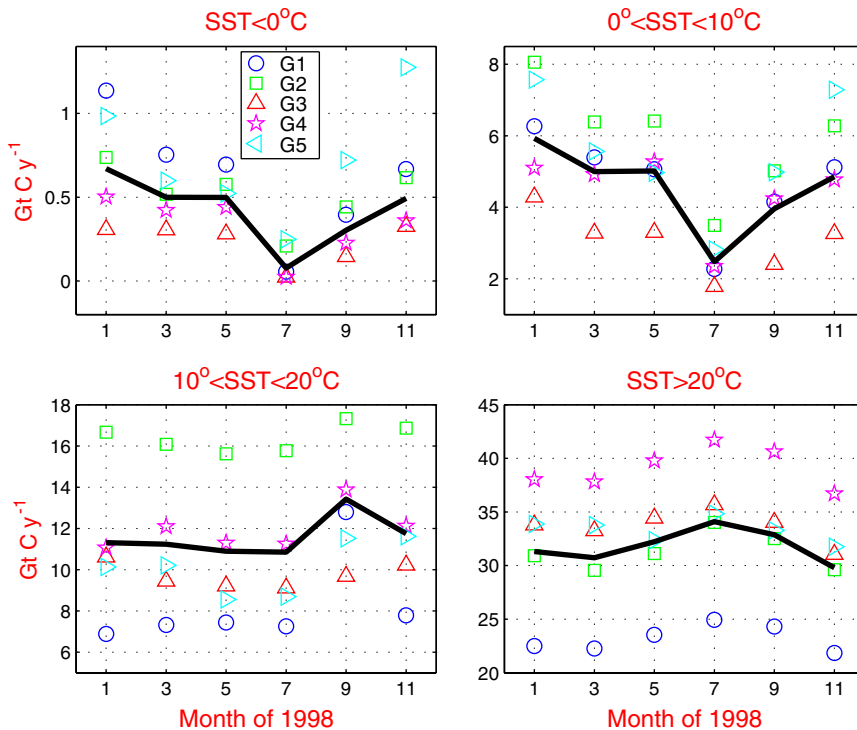 SST<0°C
0°<SST<10°C
Gt C y⁻¹
1
0.5
0
G1
G2
G3
G4
G5
1 3 5 7 9 11
8
6
4
2
1 3 5 7 9 11
10°<SST<20°C
SST>20°C
Gt C y⁻¹
18
16
14
12
10
8
6
1 3 5 7 9 11
Month of 1998
45
40
35
30
25
20
1 3 5 7 9 11
Month of 1998